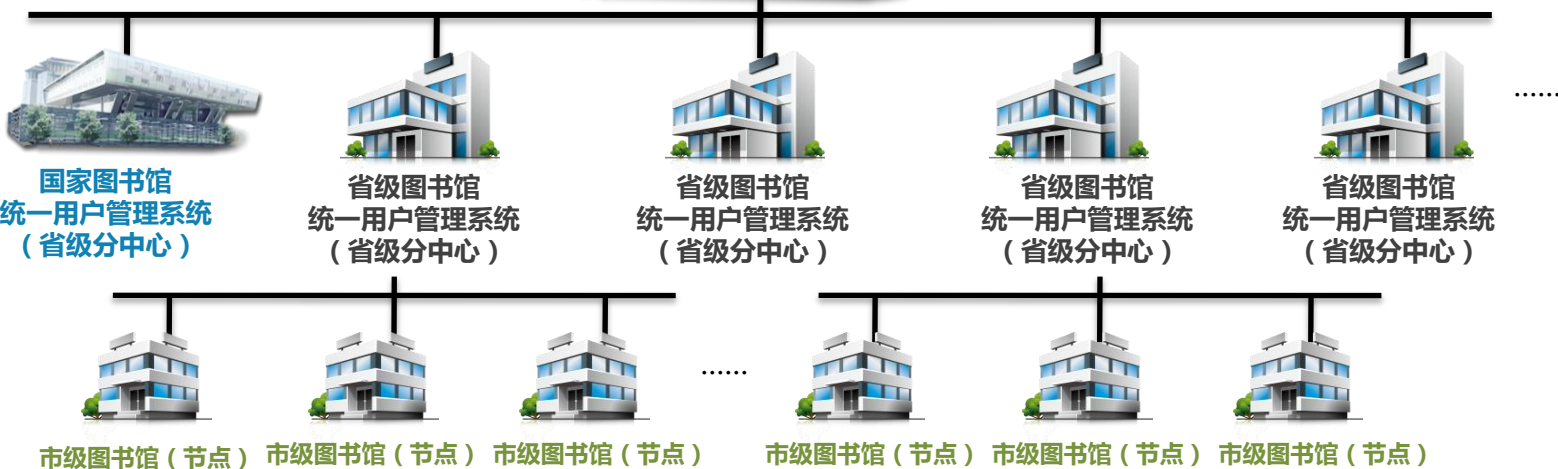 ......
国家图书馆
统一用户管理系统
（省级分中心）
省级图书馆
统一用户管理系统
（省级分中心）
省级图书馆
统一用户管理系统
（省级分中心）
省级图书馆
统一用户管理系统
（省级分中心）
省级图书馆
统一用户管理系统
（省级分中心）
......
市级图书馆（节点）
市级图书馆（节点）
市级图书馆（节点）
市级图书馆（节点）
市级图书馆（节点）
市级图书馆（节点）